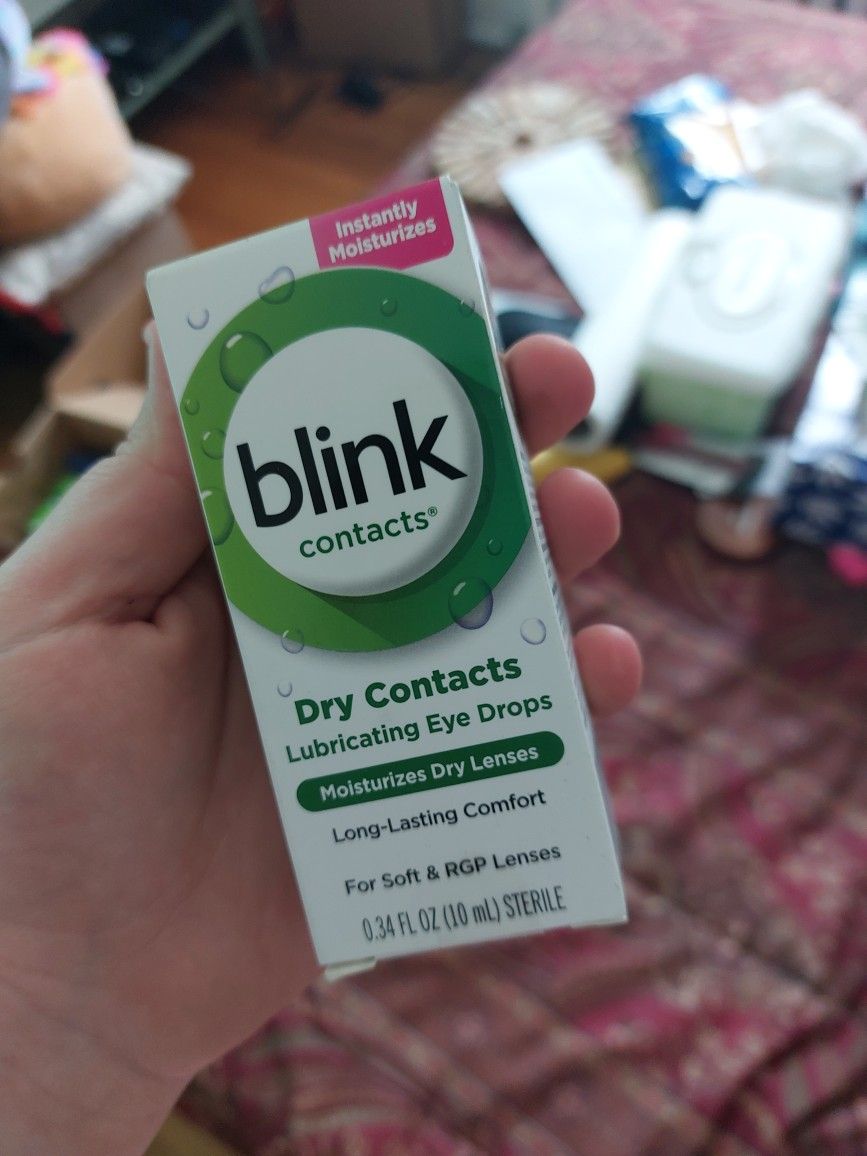 Instantly
Moisturizes
blink
contacts®
Dry Contacts
Lubricating Eye Drops
Moisturizes Dry Lenses
Long-Lasting Comfort
For Soft & RGP Lenses
0.34 FL OZ (10 mL) STERILE